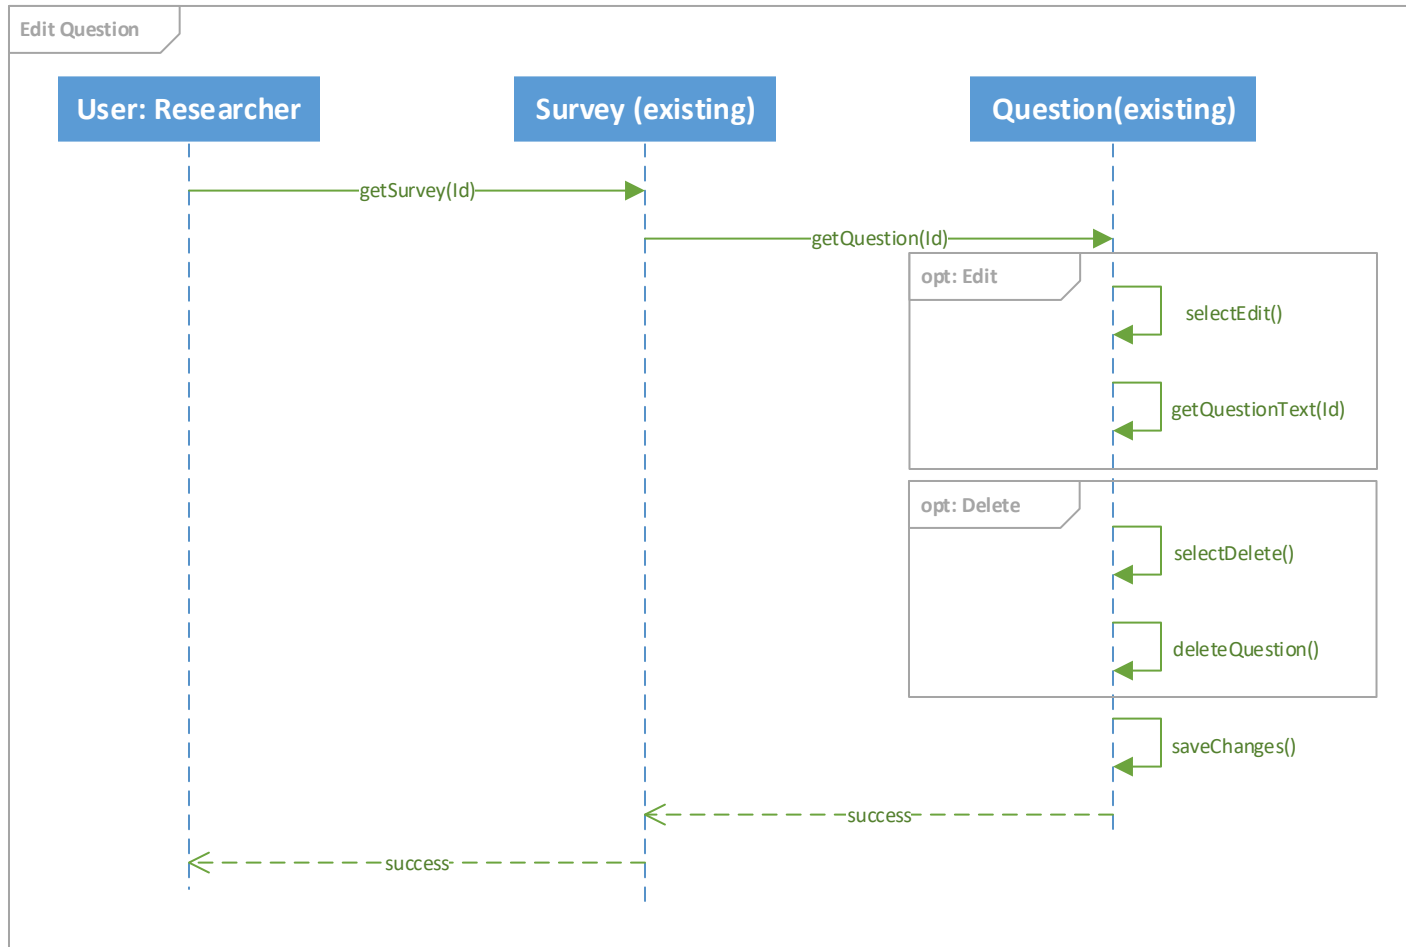 Edit Question
User: Researcher
Survey (existing)
Question(existing)
getSurvey(Id)
getQuestion(Id)
opt: Edit
selectEdit()
getQuestionText(Id)
opt: Delete
selectDelete()
deleteQuestion()
saveChanges()
success
success